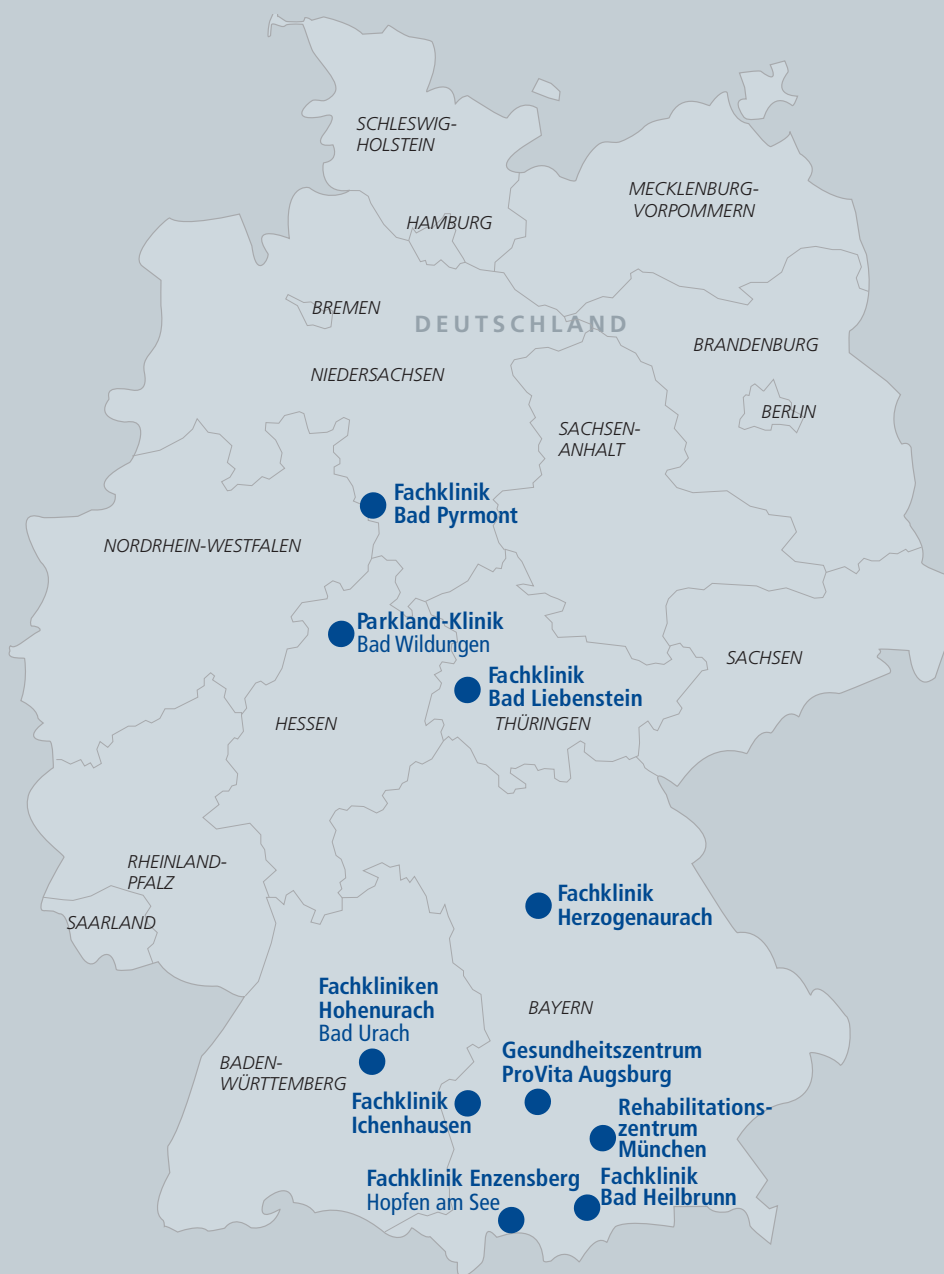 SCHLESWIG-
HOLSTEIN
MECKLENBURG-
VORPOMMERN
HAMBURG
BREMEN
DEUTSCHLAND
BRANDENBURG
NIEDERSACHSEN
BERLIN
SACHSEN-
ANHALT
Fachklinik
Bad Pyrmont
NORDRHEIN-WESTFALEN
Parkland-Klinik
Bad Wildungen
SACHSEN
Fachklinik
Bad Liebenstein
HESSEN
THÜRINGEN
RHEINLAND-
PFALZ
SAARLAND
Fachklinik
Herzogenaurach
Fachkliniken
Hohenurach
Bad Urach
BAYERN
BADEN-
WÜRTTEMBERG
Gesundheitszentrum
ProVita Augsburg
Fachklinik
Ichenhausen
Rehabilitations-
zentrum
München
Fachklinik Enzensberg
Hopfen am See
Fachklinik
Bad Heilbrunn